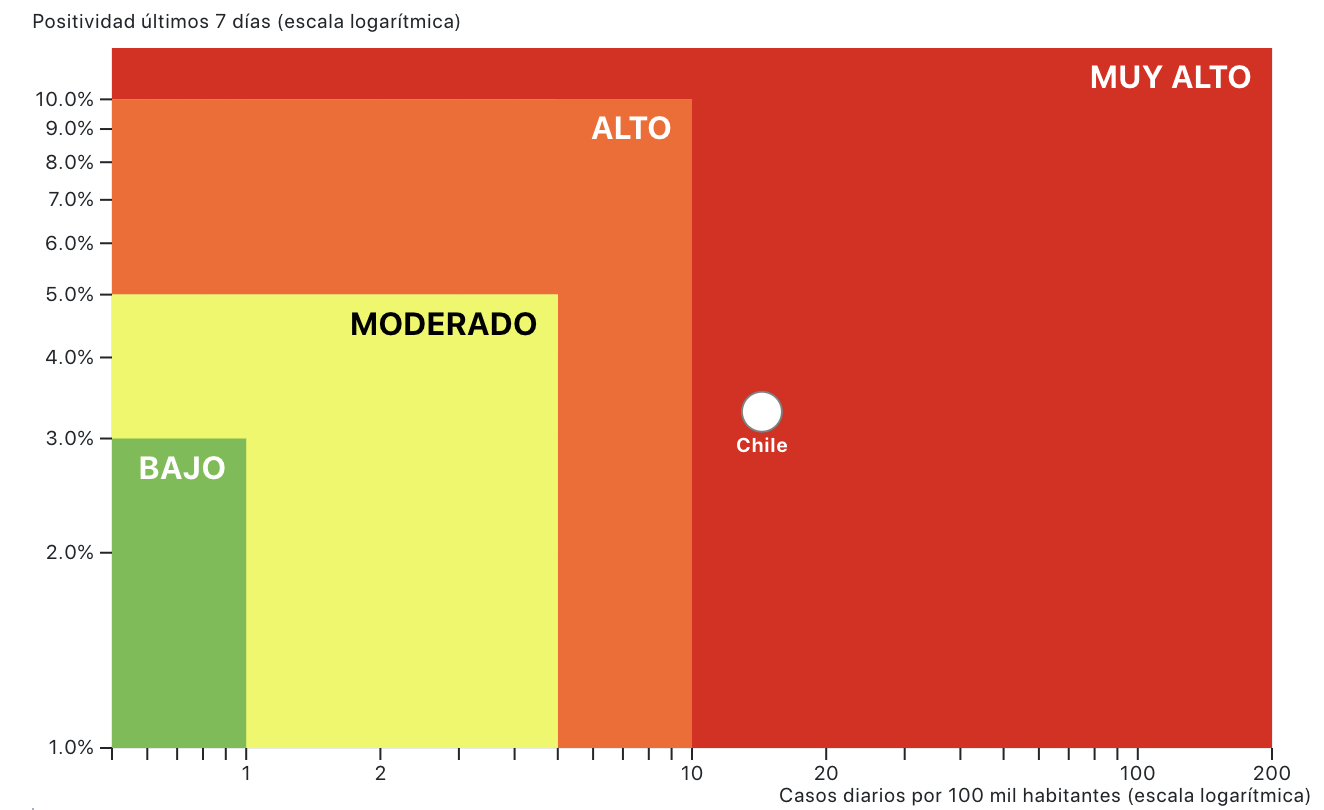 Positividad últimos 7 días (escala logarítmica)
MUY ALTO
10.0%
ALTO
9.0%
8.0%
7.0%
6.0%
5.0%
MODERADO
4.0%
Chile
3.0%
BAJO
2.0%
1.0%
1 2 10 20 100 200
Casos diarios por 100 mil habitantes (escala logarítmica)